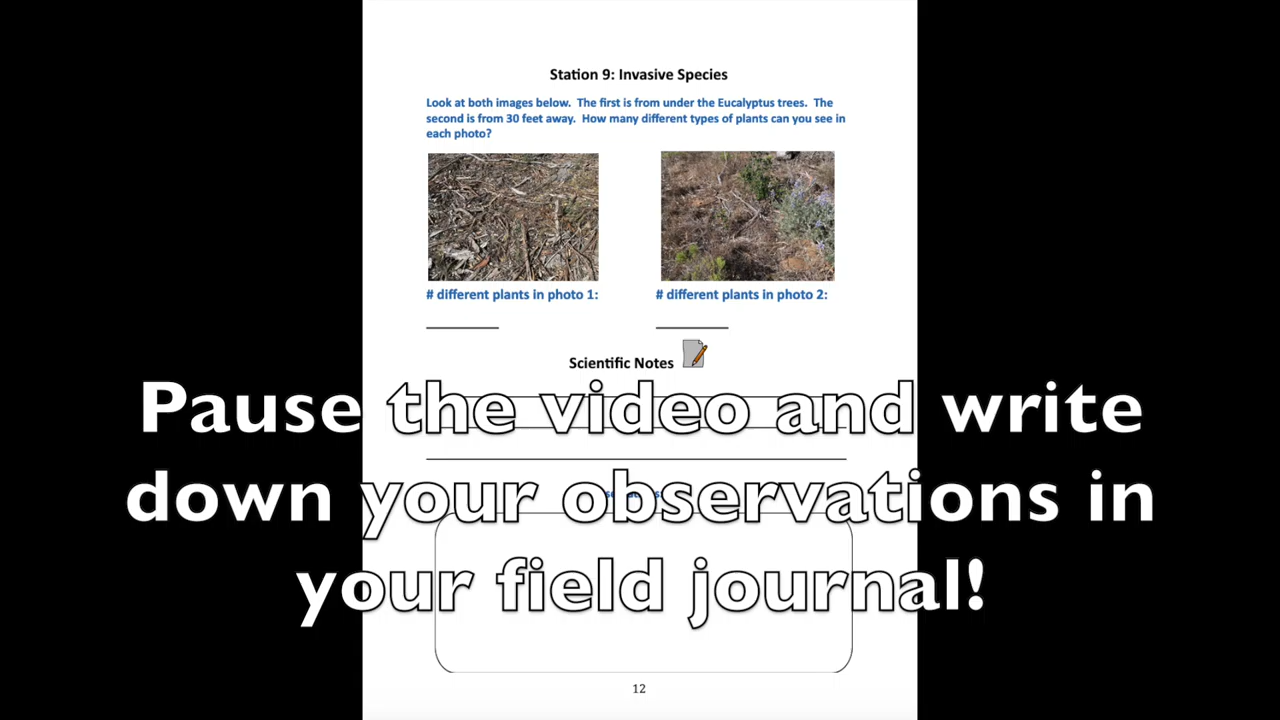 Station 9: Invasive Species
Look at both images below. The first is from under the Eucalyptus trees. The
second is from 30 feet away. How many different types of plants can you see in
each photo?
# different plants in photo 1:
# different plants in photo 2:
Scientific Notes
Pause the video and write
down your observations in
your field journal!
12